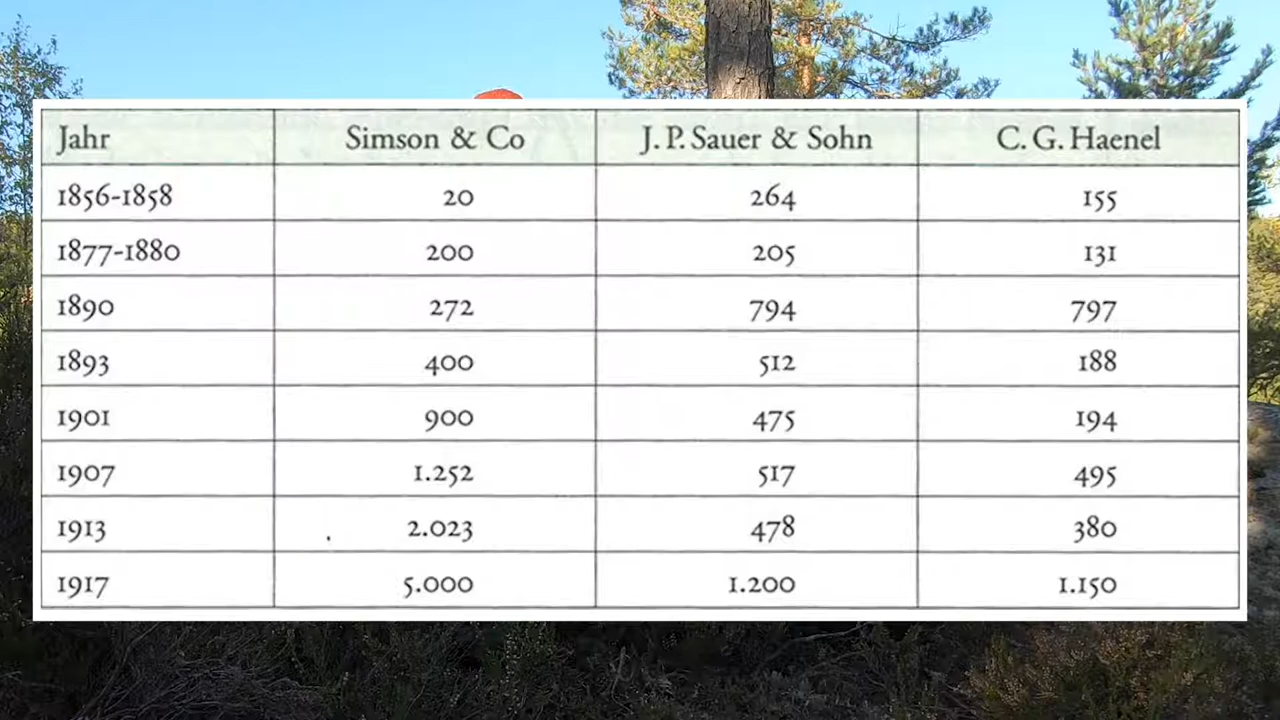 Jahr Simson & Co J. P. Sauer & Sohn C. G. Haenel
1856-1858 20 264 155
1877-1880 200 205 131
1890 272 794 797
1893 400 512 188
1901 900 475 194
1907 1.252 517 495
1913 2.023 478 380
1917 5.000 1.200 1.150